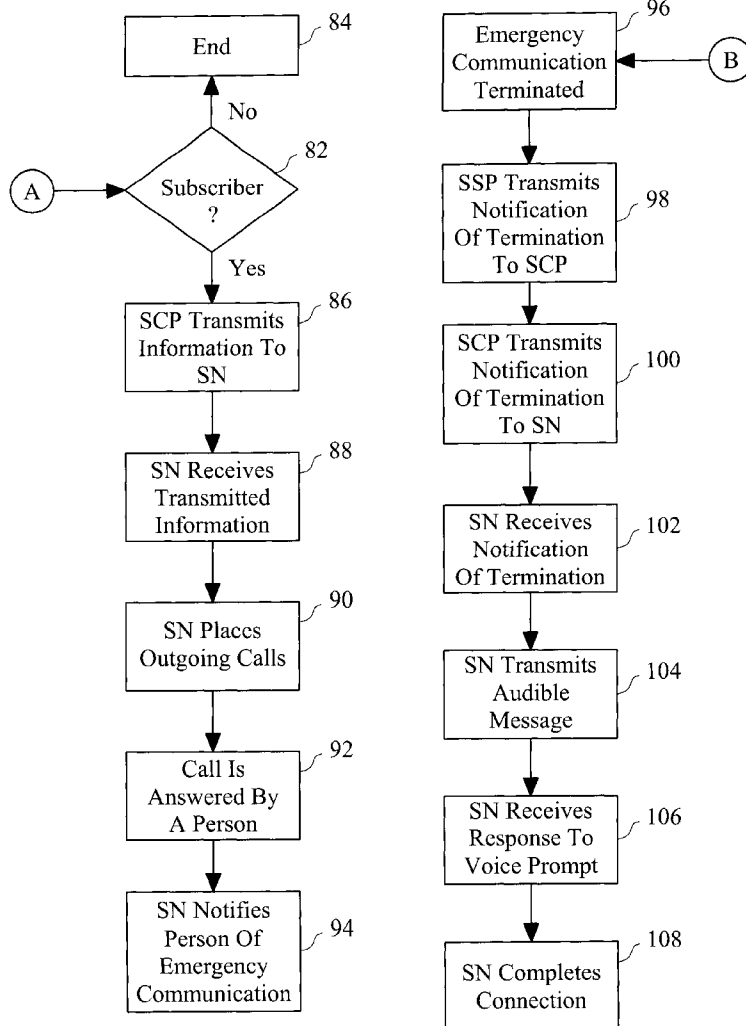 84
End
No
82
A
Subscriber
?
Yes
86
SCP Transmits
Information To
SN
88
SN Receives
Transmitted
Information
90
SN Places
Outgoing Calls
92
Call Is
Answered By
A Person
94
SN Notifies
Person Of
Emergency
Communication
96
Emergency
Communication
Terminated
B
98
SSP Transmits
Notification
Of Termination
To SCP
100
SCP Transmits
Notification
Of Termination
To SN
102
SN Receives
Notification
Of Termination
104
SN Transmits
Audible
Message
106
SN Receives
Response To
Voice Prompt
108
SN Completes
Connection